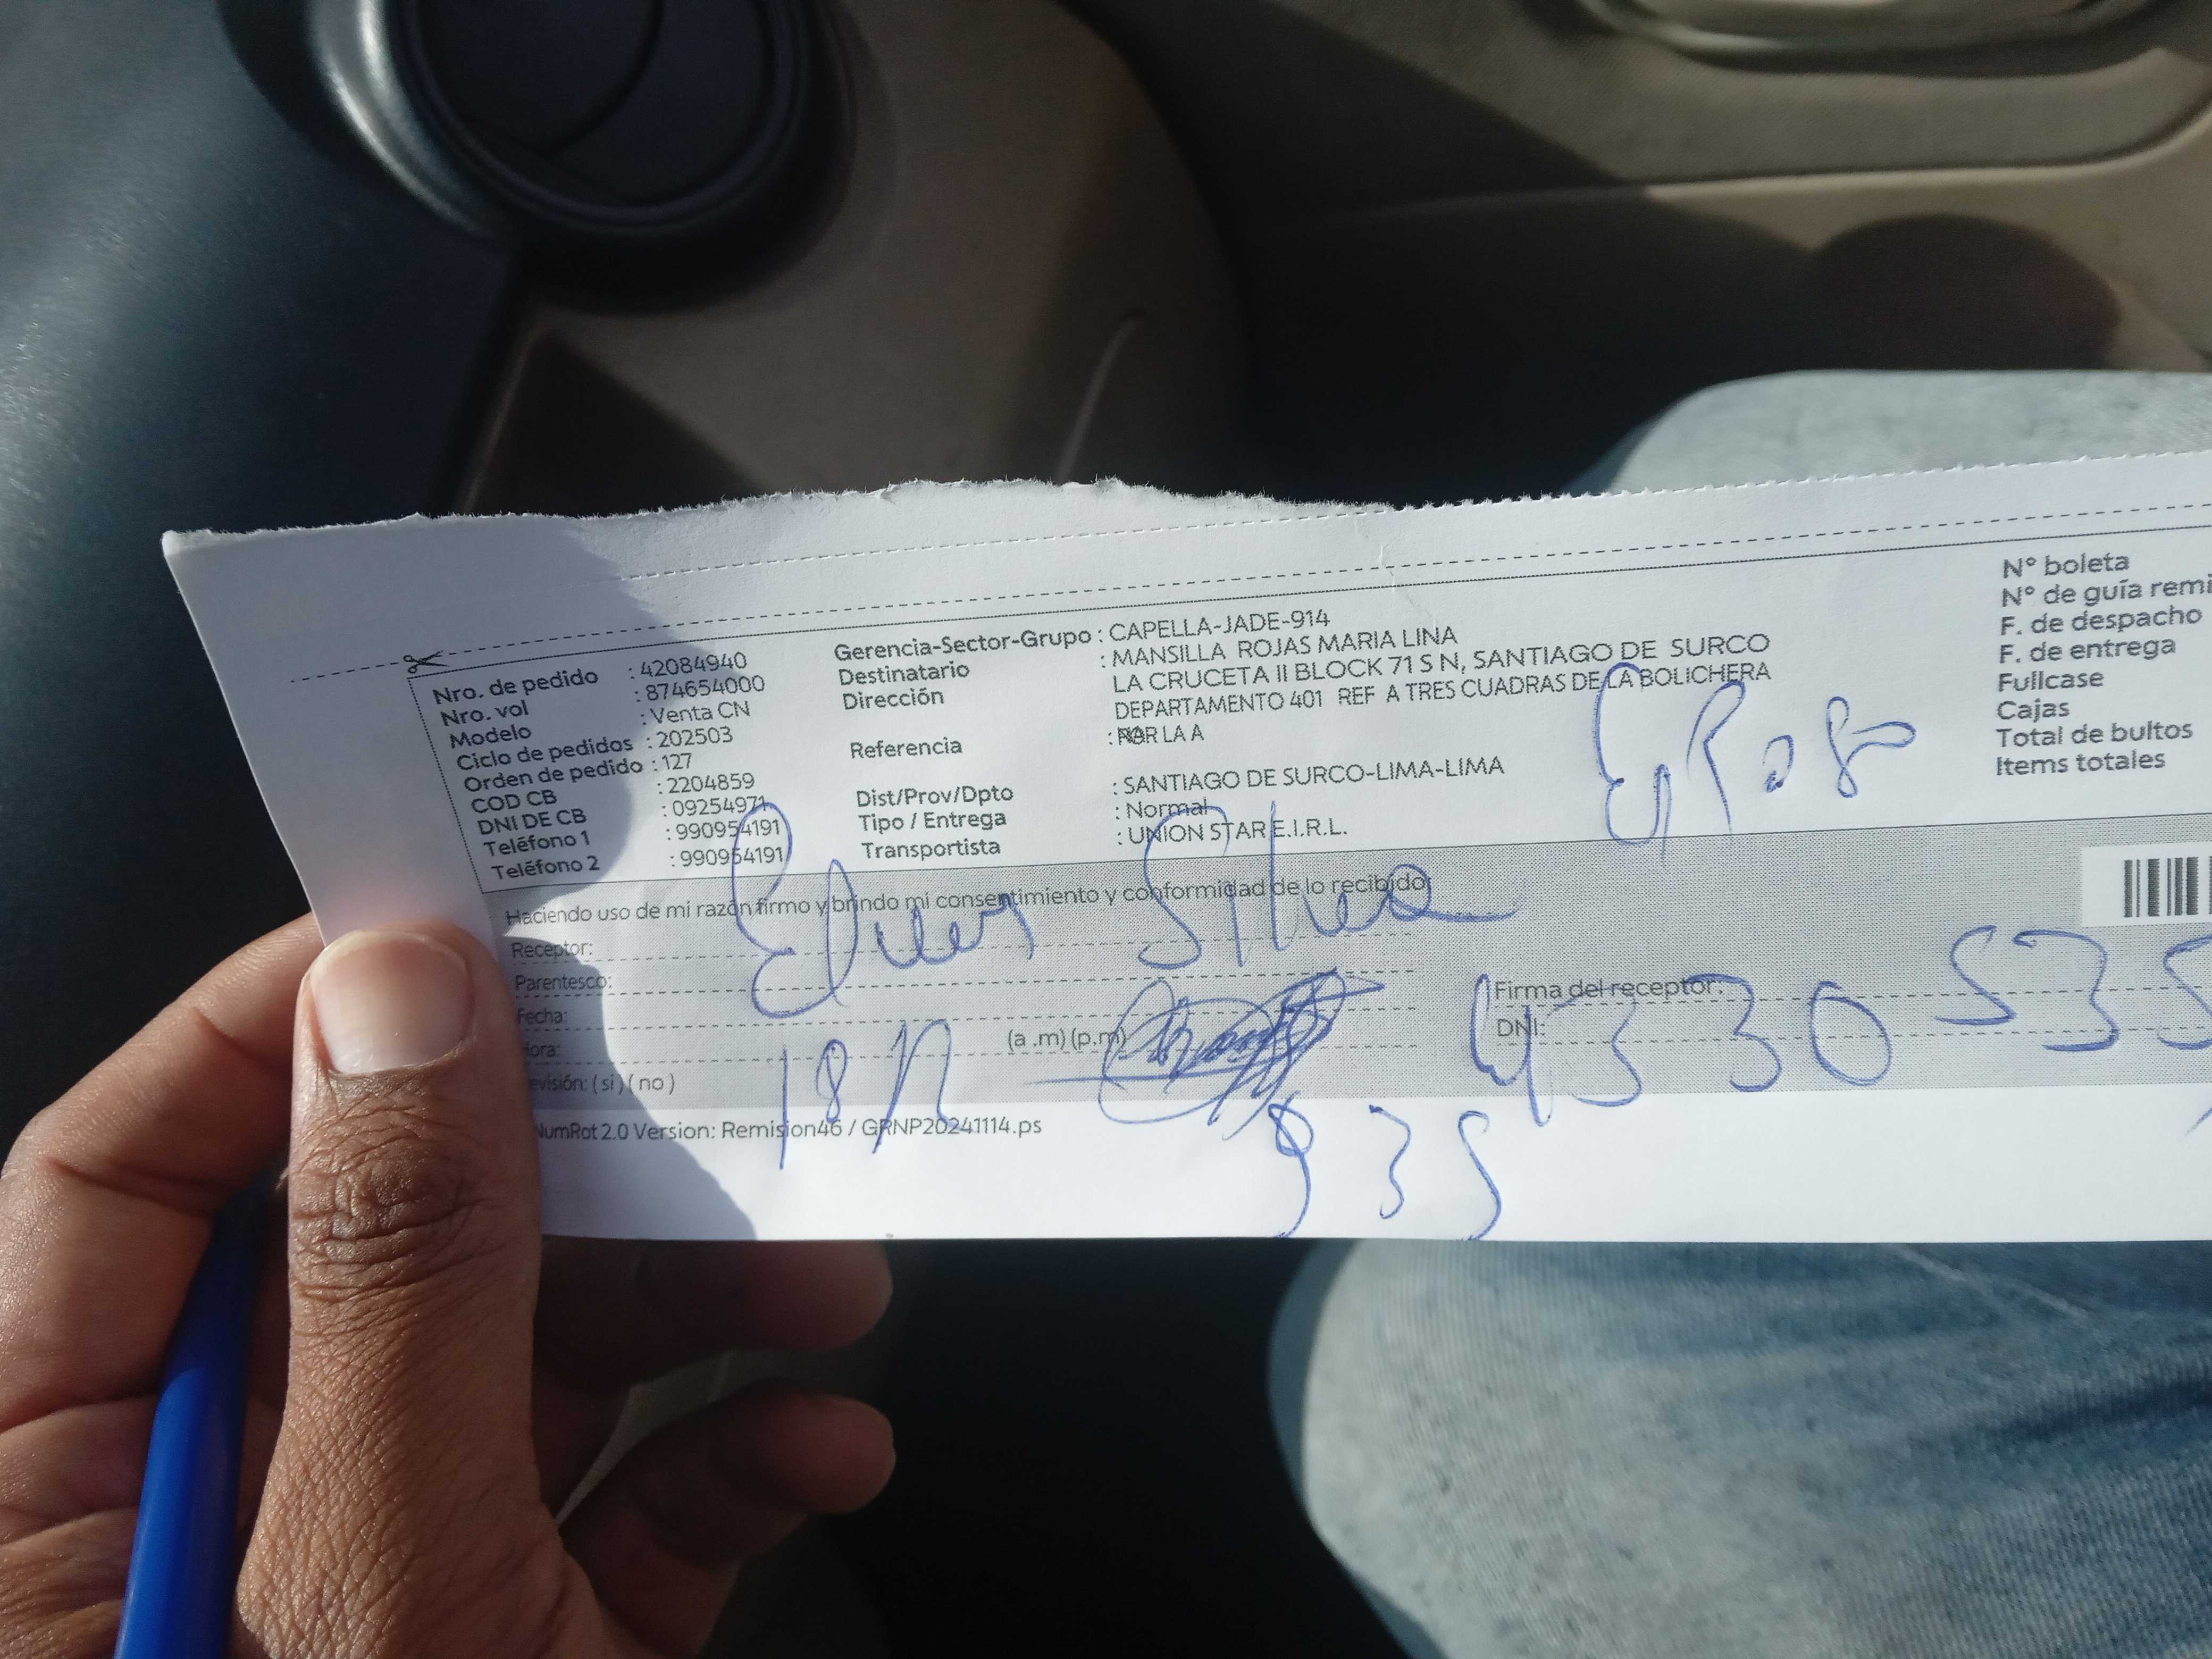 Nro. de pedido : 42084940
Nro. vol : 874654000
Modelo : Venta CN
Ciclo de pedidos : 202503
Orden de pedido : 127
COD CB : 2204859
DNI DE CB : 09254971
Teléfono 1 : 990954191
Teléfono 2 : 990954191
Gerencia-Sector-Grupo : CAPELLA-JADE-914
Destinatario : MANSILLA ROJAS MARIA LINA
Dirección LA CRUCETA II BLOCK 71 S N, SANTIAGO DE SURCO
DEPARTAMENTO 401 REF A TRES CUADRAS DE LA BOLICHERA
Referencia : LA A
Dist/Prov/Dpto : SANTIAGO DE SURCO-LIMA-LIMA
Tipo / Entrega : Normal
Transportista : UNION STAR E.I.R.L.
Nº boleta
Nº de guía remi
F. de despacho
F. de entrega
Fullcase
Cajas
Total de bultos
Items totales
Haciendo uso de mi razón firmo y brindo mi consentimiento y conformidad de lo recibido:
Receptor: Silva
Parentesco:
Fecha:
ora: (a .m) (p.m)
evisión: ( si ) ( no )
Firma del receptor:
DNI: 4330535
935
NumRot 2.0 Version: Remision46 / GRNP20241114.ps